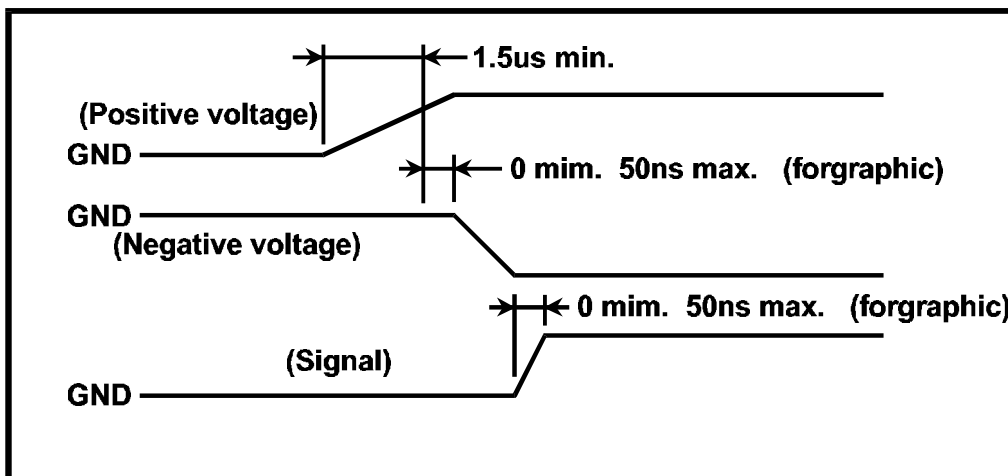 1.5us min.
(Positive voltage)
GND
0 mim. 50ns max. (forgraphic)
GND
(Negative voltage)
0 mim. 50ns max. (forgraphic)
(Signal)
GND